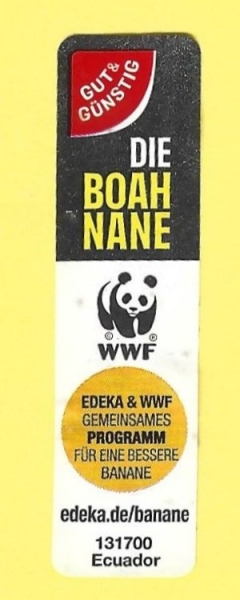 GUT&
GÜNSTIG
DIE
BOAH
NANE
© WWF ®
EDEKA & WWF
GEMEINSAMES
PROGRAMM
FÜR EINE BESSERE
BANANE
edeka.de/banane
131700
Ecuador